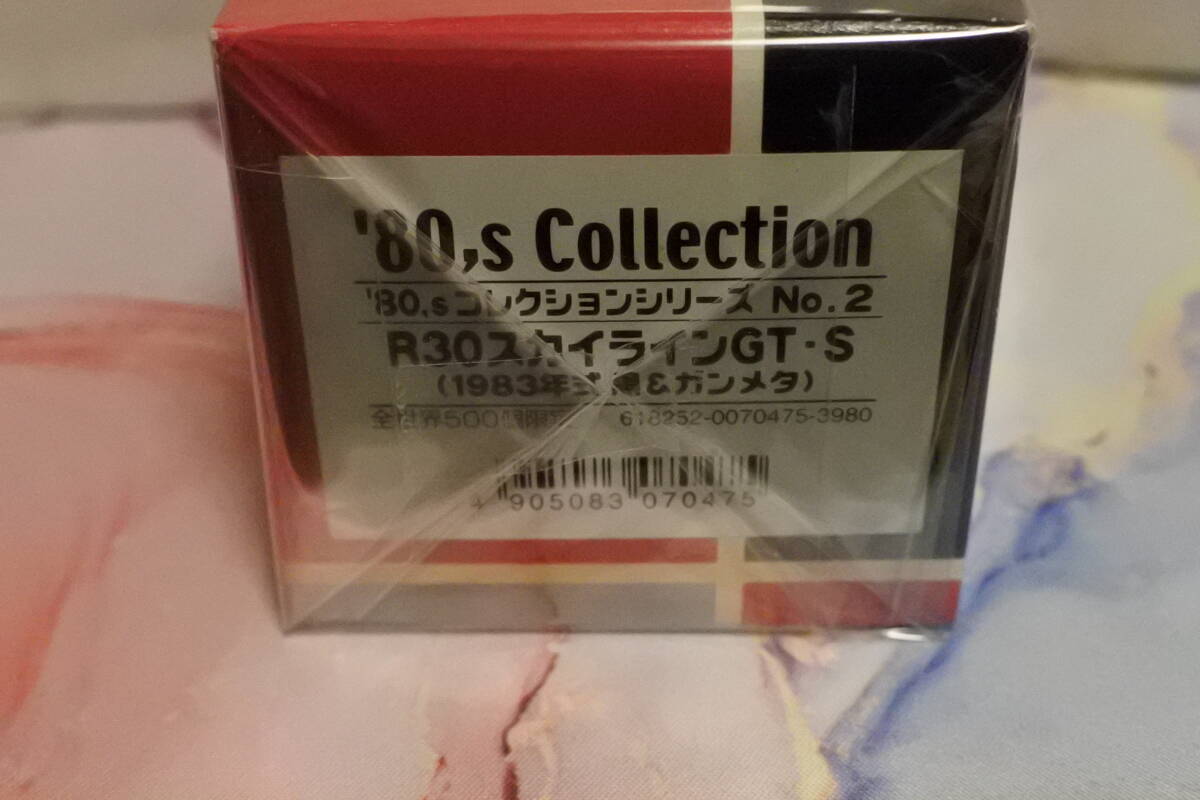 '80,s Collection
'80,sコレクションシリーズ No.2
R30スカイラインGT・S
(1983年式黒&ガンメタ)
全世界500個限定 618252-0070475-3980
4 905083 070475